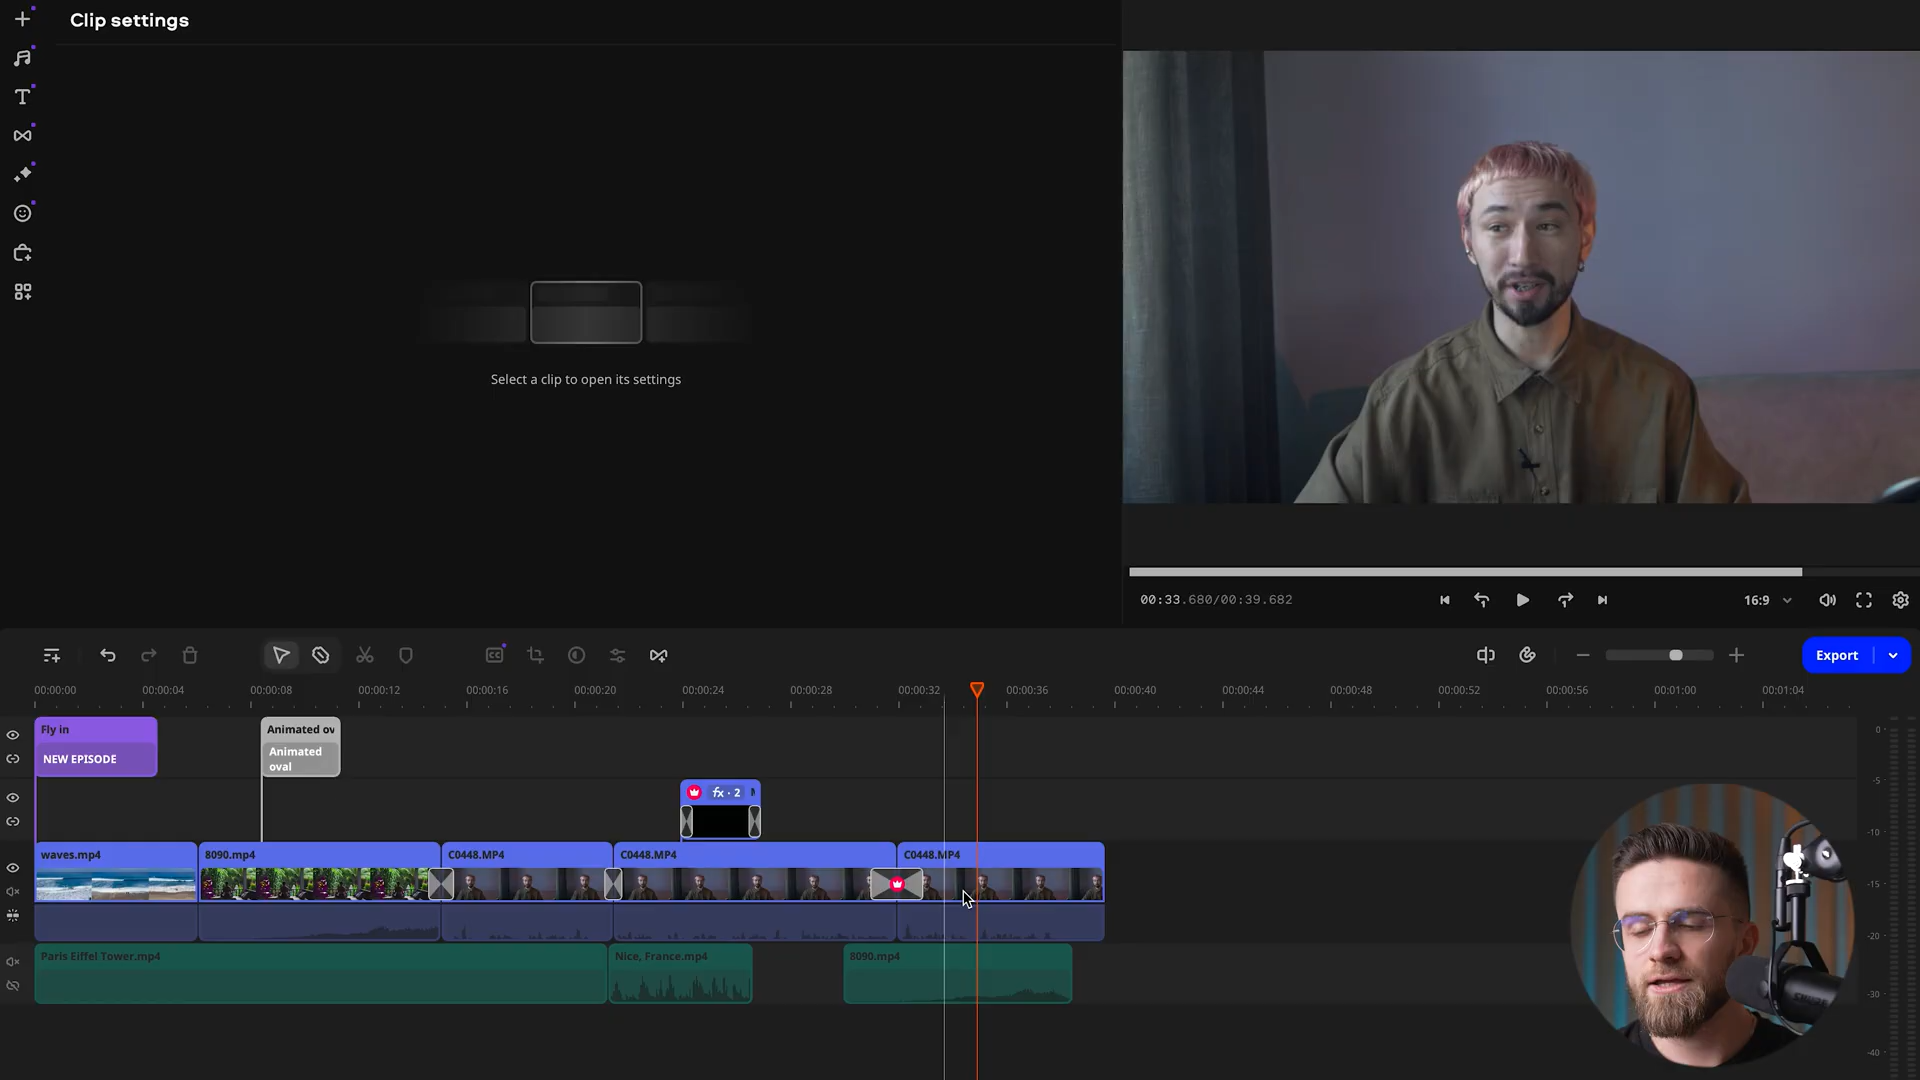 Clip settings
Select a clip to open its settings
00:33.680/00:39.682
16:9
CC
Export
00:00:00
00:00:04
00:00:08
00:00:12
00:00:16
00:00:20
00:00:24
00:00:28
00:00:32
00:00:36
00:00:40
00:00:44
00:00:48
00:00:52
00:00:56
00:01:00
00:01:04
Fly in
NEW EPISODE
Animated ov
Animated
oval
fx · 2
waves.mp4
8090.mp4
C0448.MP4
C0448.MP4
C0448.MP4
Paris Eiffel Tower.mp4
Nice, France.mp4
8090.mp4
0
-5
-10
-15
-20
-30
-40